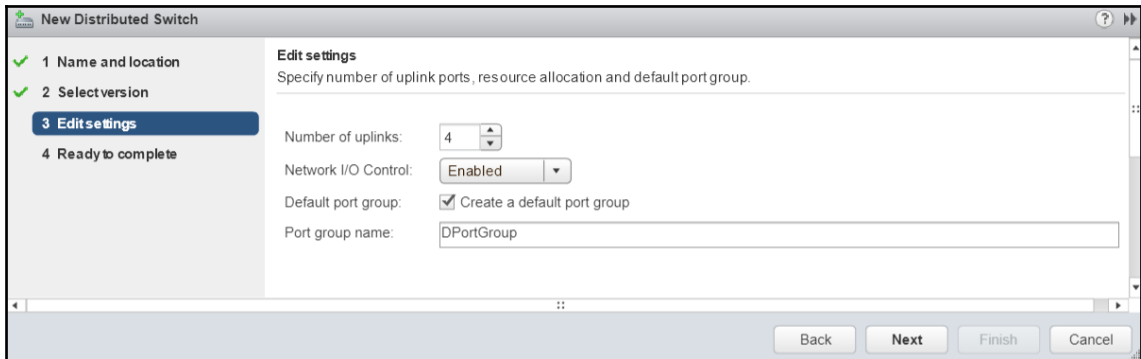 New Distributed Switch
1 Name and location
2 Select version
3 Edit settings
4 Ready to complete
Edit settings
Specify number of uplink ports, resource allocation and default port group.
Number of uplinks: 4
Network I/O Control: Enabled
Default port group: Create a default port group
Port group name: DPortGroup
Back Next Finish Cancel